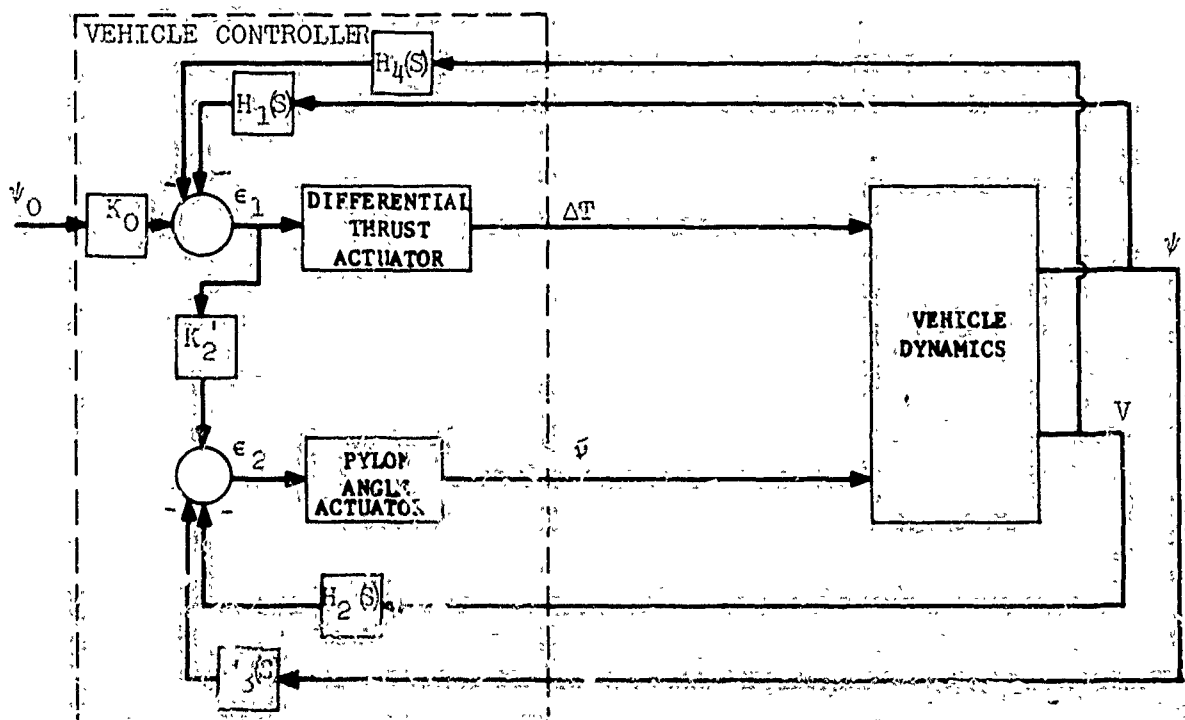 VEHICLE CONTROLLER
H4(S)
H1(S)
ψ0
K0
ϵ1
DIFFERENTIAL
THRUST
ACTUATOR
ΔT
ψ
K2'
VEHICLE
DYNAMICS
V
ϵ2
PYLON
ANGLE
ACTUATOR
ν
H2(S)
3(S)